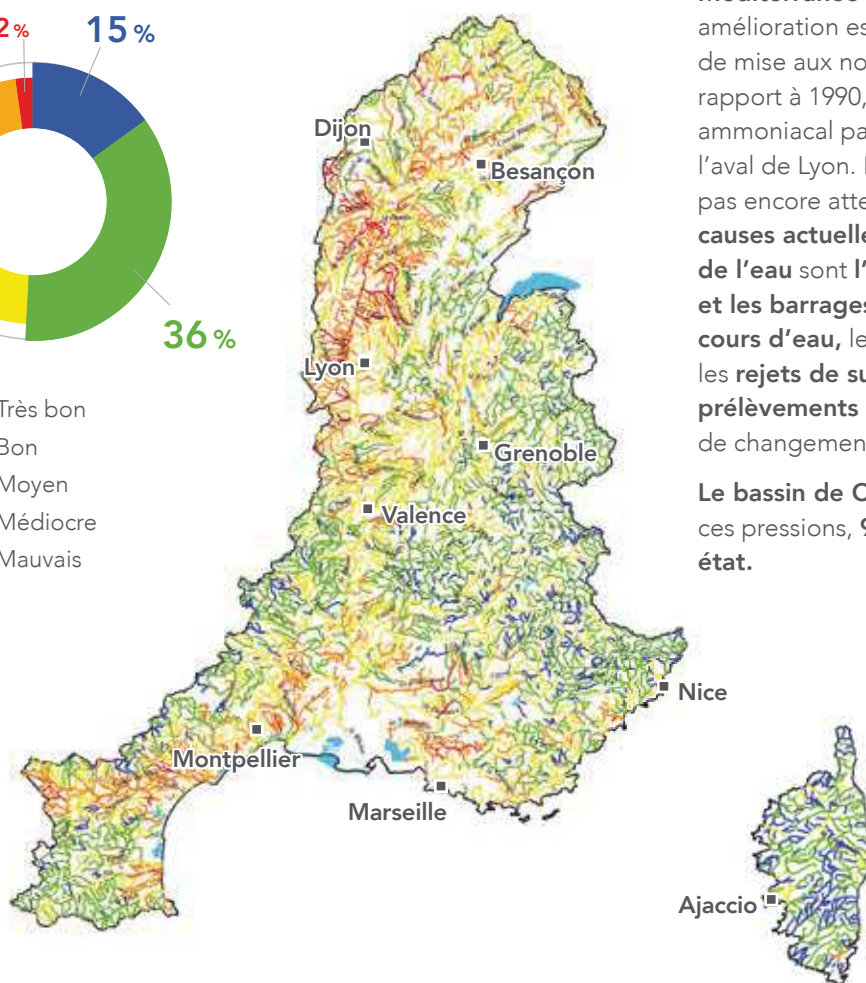 2 %
15 %
36 %
Très bon
Bon
Moyen
Médiocre
Mauvais
Dijon
Besançon
Lyon
Grenoble
Valence
Nice
Montpellier
Marseille
Ajaccio
amélioration es
de mise aux no
rapport à 1990,
ammoniacal pa
l'aval de Lyon.
pas encore atte
causes actuelle
de l'eau sont l'
et les barrages
cours d'eau, le
les rejets de su
prélèvements
de changemen
Le bassin de C
ces pressions, 9
état.